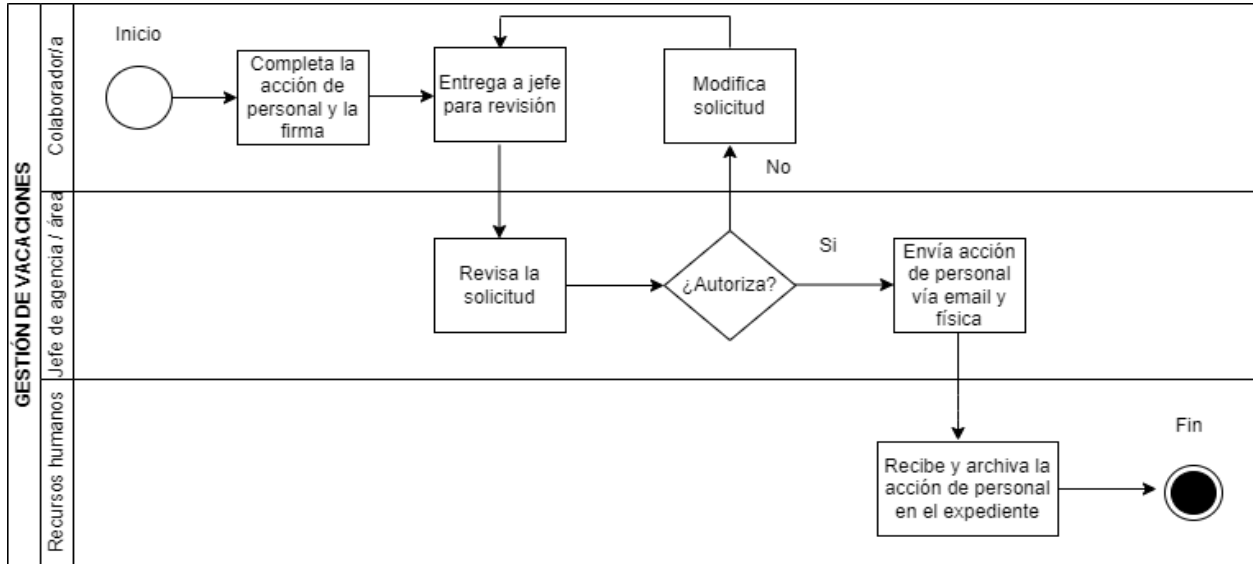 GESTIÓN DE VACACIONES
Colaborador/a
Inicio
Completa la
acción de
personal y la
firma
Entrega a jefe
para revisión
Modifica
solicitud
No
Jefe de agencia / área
Revisa la
solicitud
¿Autoriza?
Si
Envía acción
de personal
vía email y
física
Recursos humanos
Recibe y archiva la
acción de personal
en el expediente
Fin